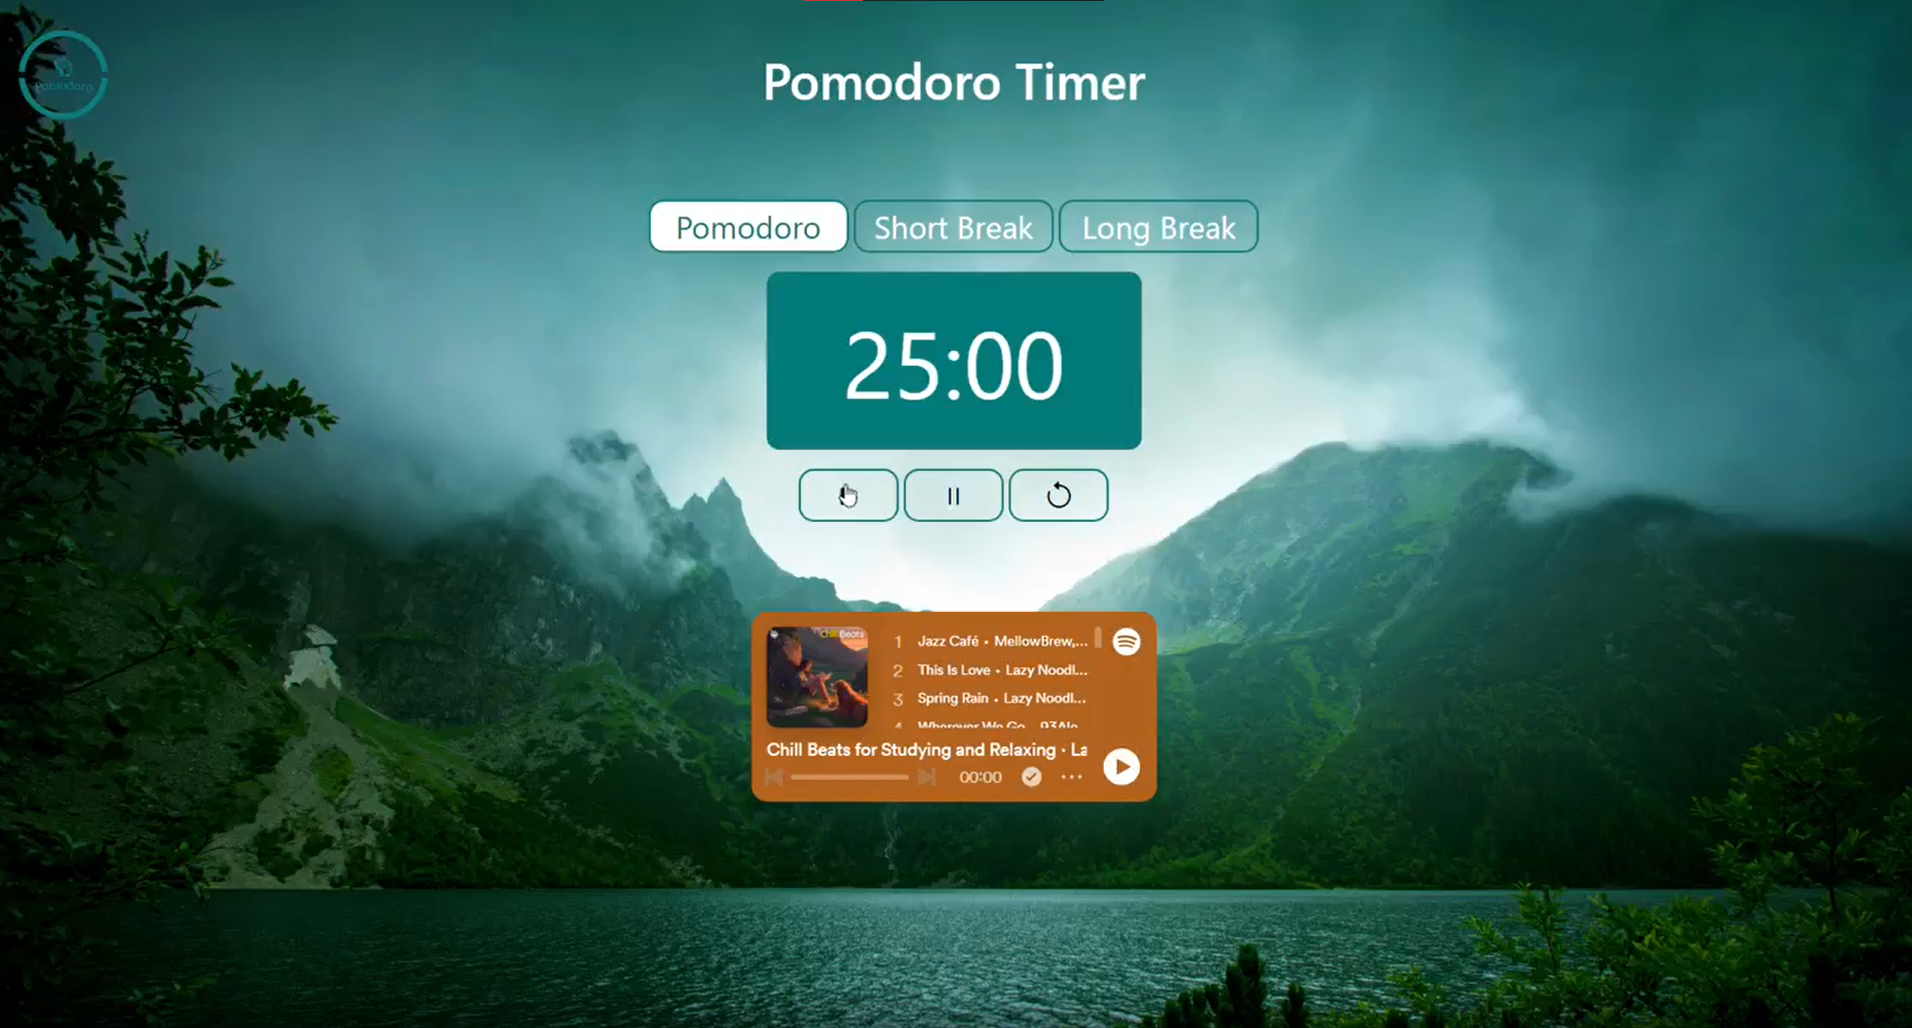 Pomodoro
Pomodoro Timer
Pomodoro Short Break Long Break
25:00
Chill Beats
1 Jazz Café • MellowBrew,...
2 This Is Love • Lazy Noodl...
3 Spring Rain • Lazy Noodl...
4 Wherever We Go
Chill Beats for Studying and Relaxing · La
00:00